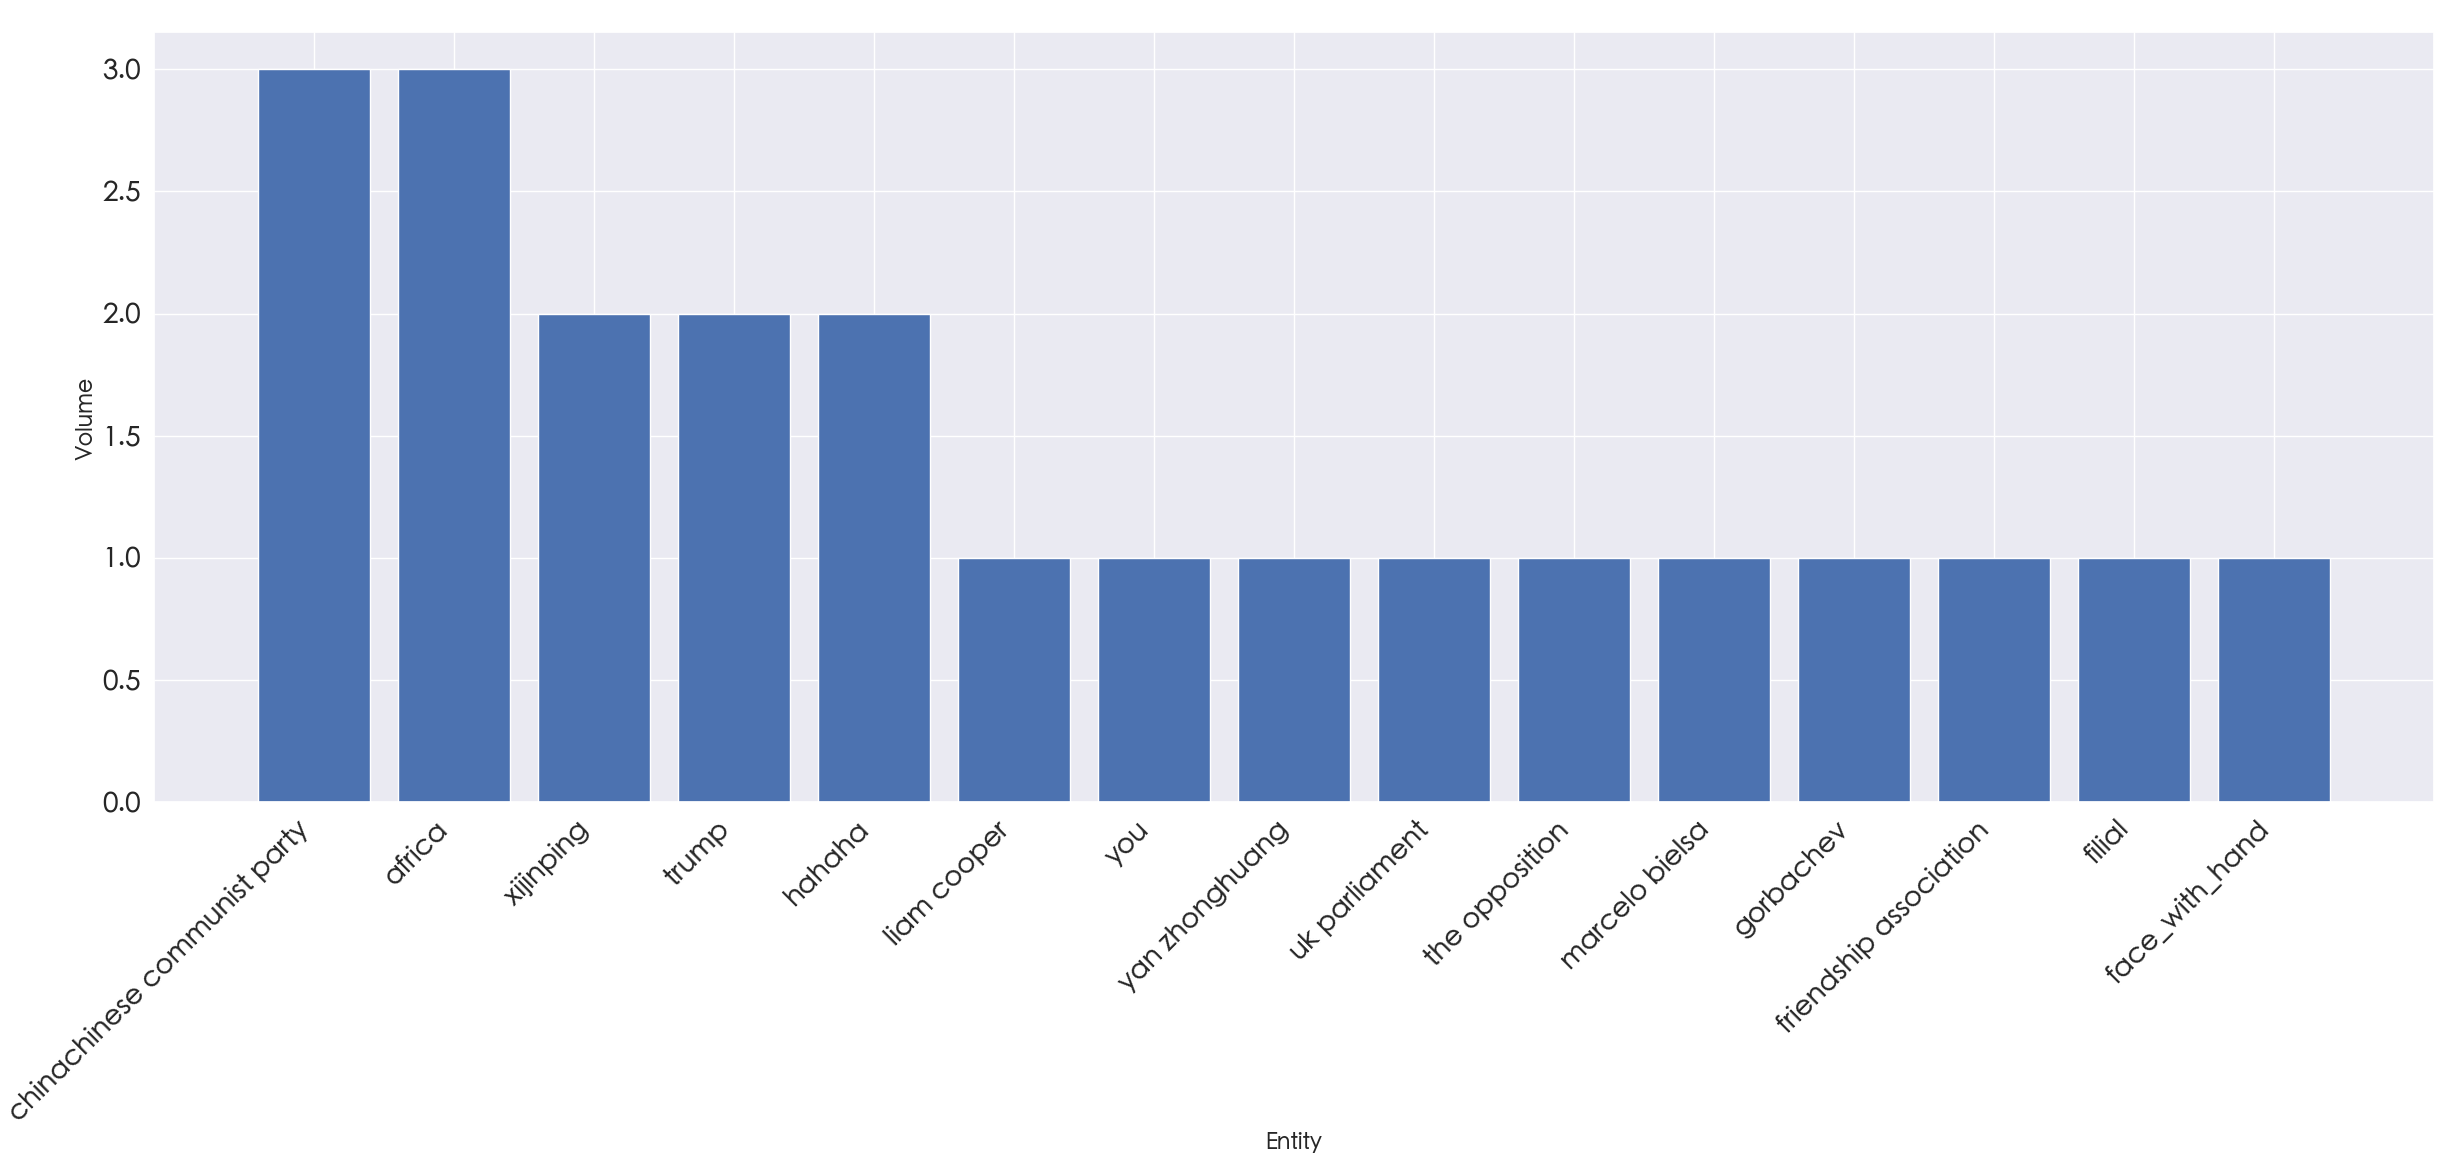 3.0
2.5
2.0
1.5
1.0
0.5
0.0
Volume
chinachinese communist party
africa
xijinping
trump
hahaha
liam cooper
you
yan zhonghuang
uk parliament
the opposition
marcelo bielsa
gorbachev
friendship association
filial
face_with_hand
Entity